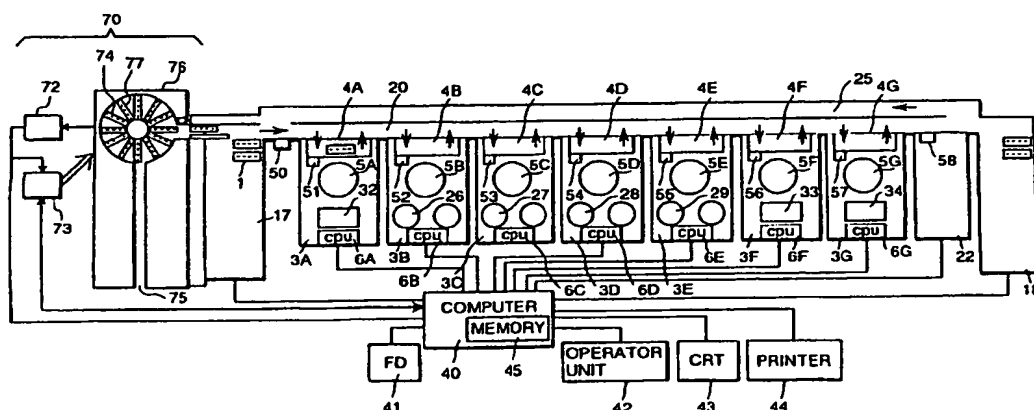 70
74 77 76
72
4A 20 4B 4C 4D 4E 4F 25 4G
1
50 51 52 53 54 55 56 57 58
5A 5B 5C 5D 5E 5F 5G
32 26 27 28 29 33 34
73
17
cpu cpu cpu cpu cpu cpu cpu
3A 6A 3B 6B 3C 6C 3D 6D 3E 6E 3F 6F 3G 6G 22
75
COMPUTER
MEMORY
FD
40 45
OPERATOR
UNIT
CRT
PRINTER
41 42 43 44